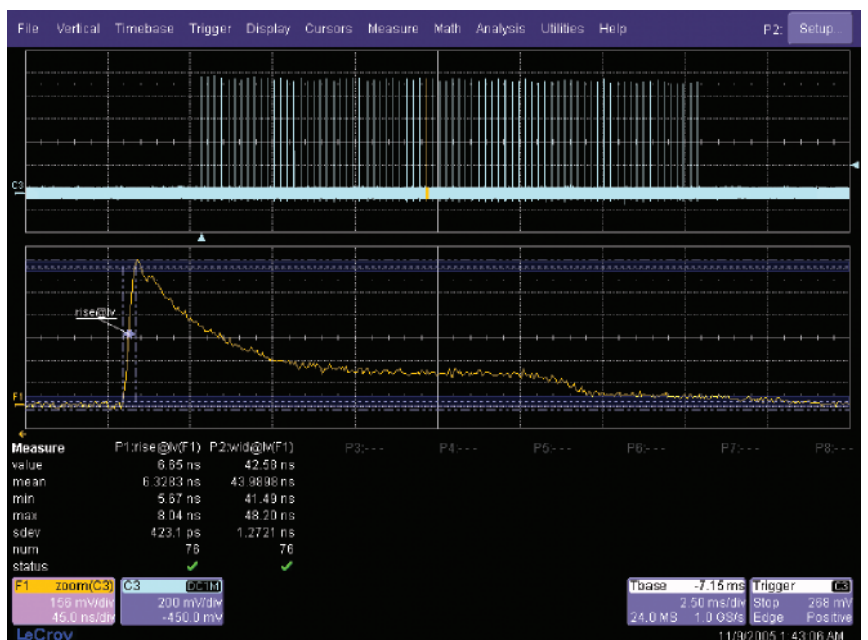 File Vertical Timebase Trigger Display Cursors Measure Math Analysis Utilities Help P2: Setup...
C3
rise@lv
F1
Measure P1:rise@lv(F1) P2:wid@lv(F1) P3:--- P4:--- P5:--- P6:--- P7:--- P8:---
value 6.65 ns 42.58 ns
mean 6.3283 ns 43.9898 ns
min 5.67 ns 41.49 ns
max 8.04 ns 48.20 ns
sdev 423.1 ps 1.2721 ns
num 76 76
status
F1 zoom(C3) C3 DC1M Tbase -7.15 ms Trigger C3
156 mV/div 200 mV/div 2.50 ms/div Stop 268 mV
45.0 ns/div -450.0 mV 24.0 MS 1.0 GS/s Edge Positive
LeCroy 11/9/2005 1:43:06 AM